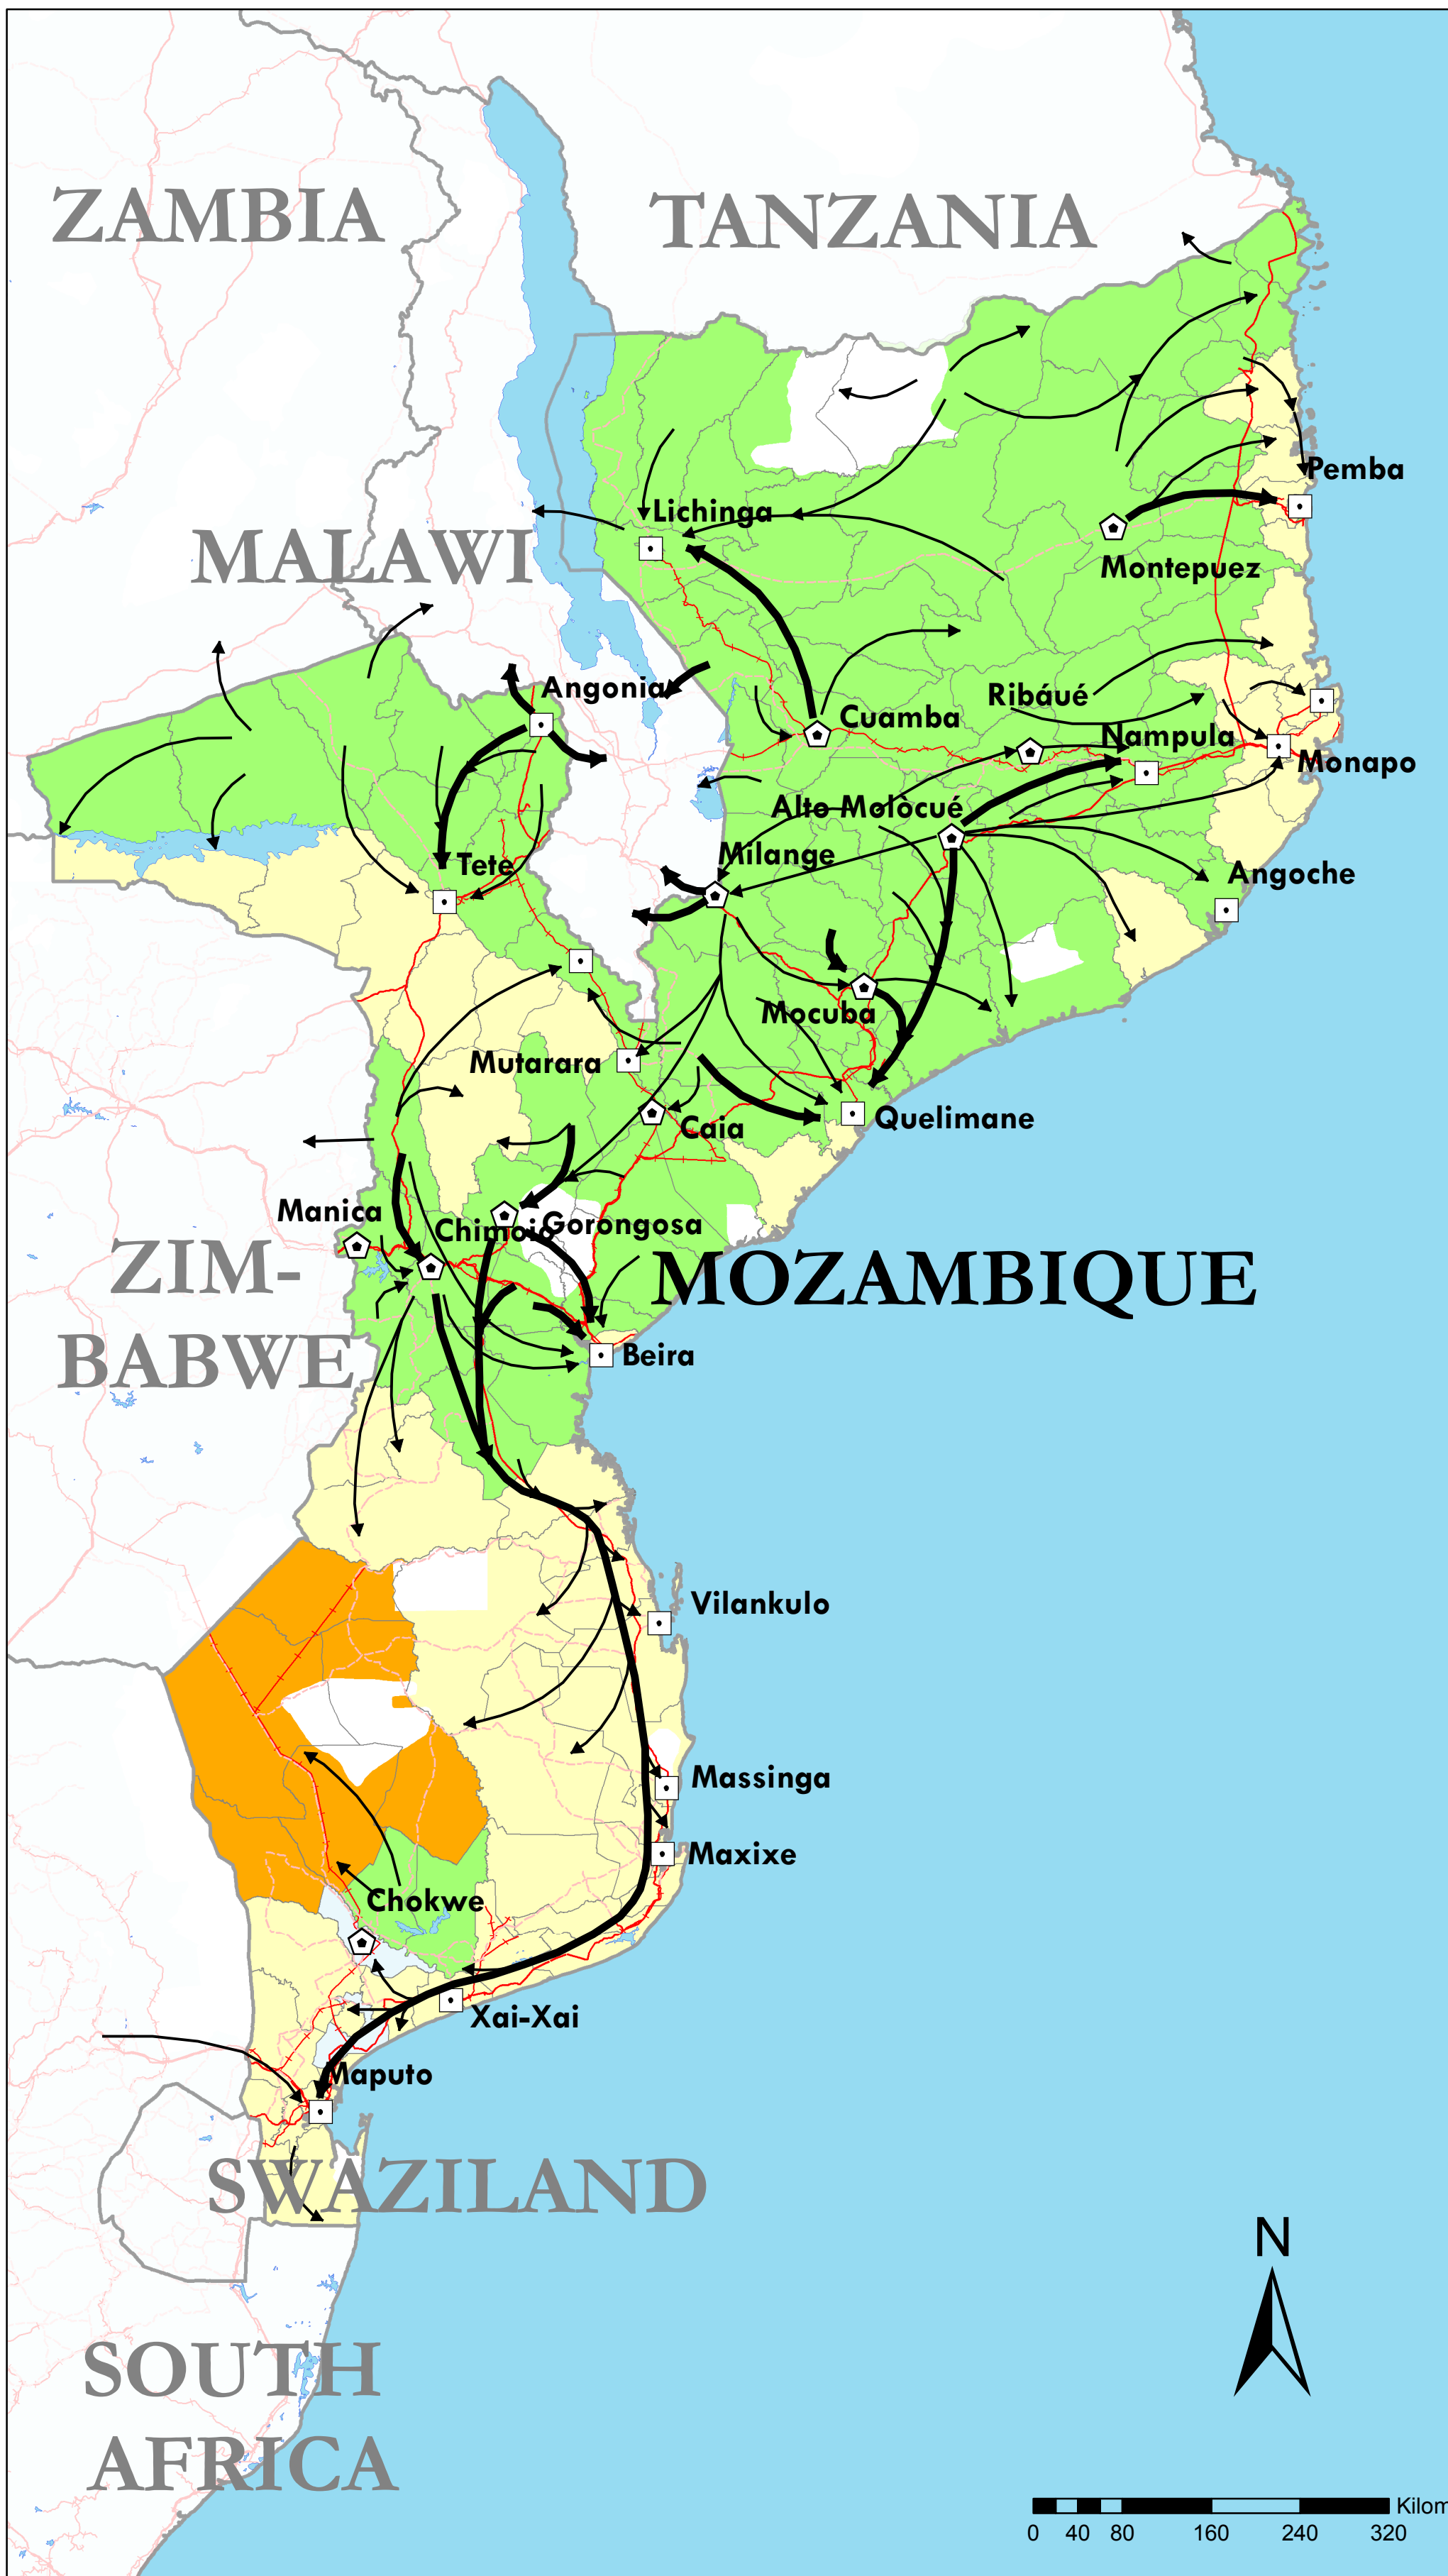 ZAMBIA
TANZANIA
Pemba
Lichinga
MALAWI
Montepuez
Angonia
Ribáué
Cuamba
Nampula
Monapo
Alto Molòcué
Milange
Tete
Angoche
Mocuba
Mutarara
Quelimane
Caia
Manica
Gorongosa
Chimoio
ZIM-
BABWE
MOZAMBIQUE
Beira
Vilankulo
Massinga
Maxixe
Chokwe
Xai-Xai
Maputo
SWAZILAND
N
SOUTH
AFRICA
Kilom
0 40 80 160 240 320